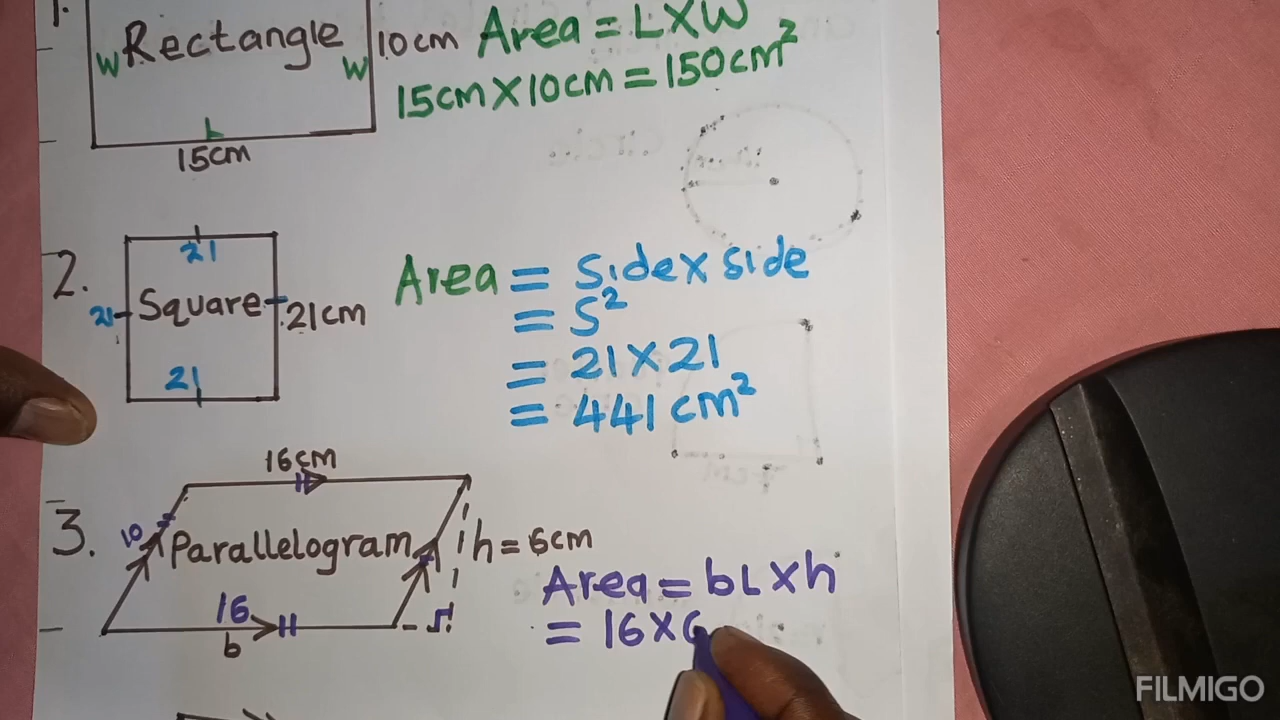 1.
W Rectangle W 10cm
Area = LXW
15cm X 10cm = 150cm²
L
15cm
2.
21
21 Square 21cm
21
Area = Side x side
= S²
= 21 x 21
= 441 cm²
16cm
3.
10 Parallelogram h = 6cm
16
b
Area = bL x h
= 16 x 6
FILMIGO